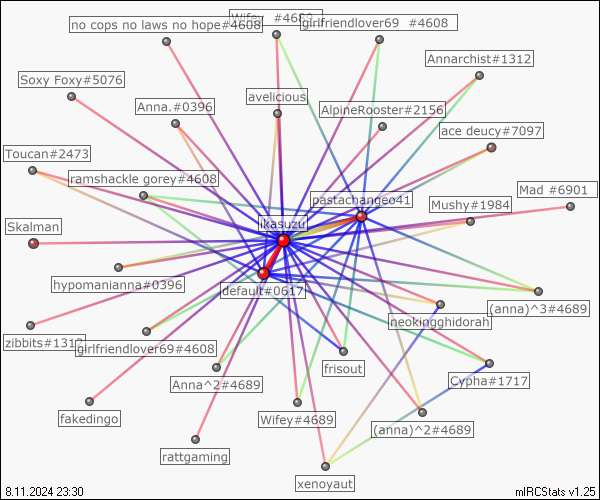 Wifey #4689
no cops no laws no hope#4608
girlfriendlover69 #4608
Annarchist#1312
Soxy Foxy#5076
avelicious
Anna.#0396
AlpineRooster#2156
ace deucy#7097
Toucan#2473
ramshackle gorey#4608
pastachangeo41
Mad #6901
Mushy#1984
Skalman
ikasuzu
hypomanianna#0396
default#0617
(anna)^3#4689
neokingghidorah
zibbits#1312
girlfriendlover69#4608
frisout
Anna^2#4689
Cypha#1717
fakedingo
Wifey#4689
(anna)^2#4689
rattgaming
xenoyaut
8.11.2024 23:30
mIRCStats v1.25